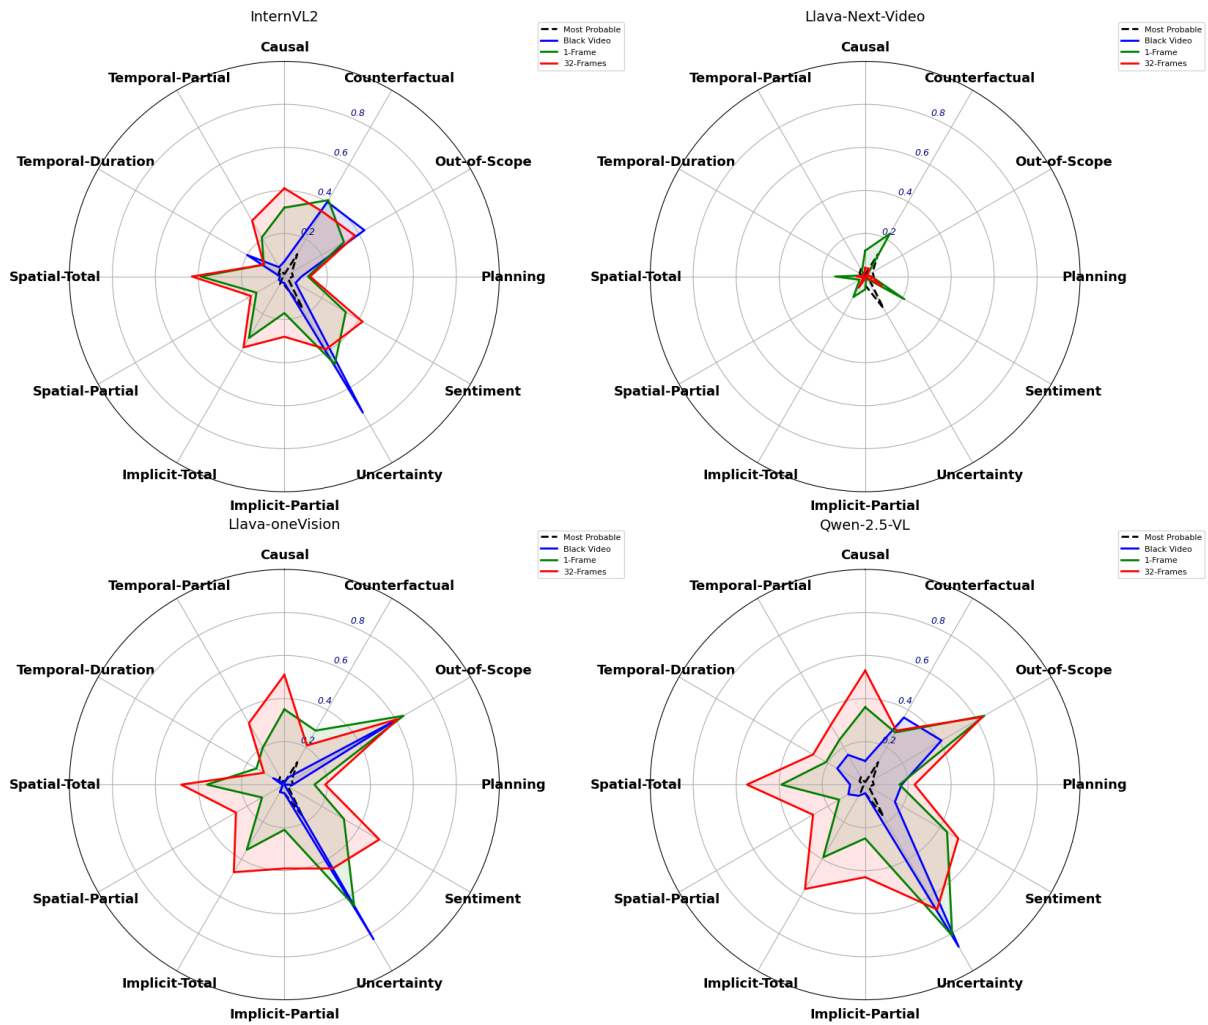 InternVL2
Most Probable
Black Video
1-Frame
32-Frames
Causal
Temporal-Partial
Counterfactual
Temporal-Duration
Out-of-Scope
Spatial-Total
Planning
Spatial-Partial
Sentiment
Implicit-Total
Uncertainty
Implicit-Partial
0.2
0.4
0.6
0.8
Llava-Next-Video
Most Probable
Black Video
1-Frame
32-Frames
Causal
Temporal-Partial
Counterfactual
Temporal-Duration
Out-of-Scope
Spatial-Total
Planning
Spatial-Partial
Sentiment
Implicit-Total
Uncertainty
Implicit-Partial
0.2
0.4
0.6
0.8
Llava-oneVision
Most Probable
Black Video
1-Frame
32-Frames
Causal
Temporal-Partial
Counterfactual
Temporal-Duration
Out-of-Scope
Spatial-Total
Planning
Spatial-Partial
Sentiment
Implicit-Total
Uncertainty
Implicit-Partial
0.2
0.4
0.6
0.8
Qwen-2.5-VL
Most Probable
Black Video
1-Frame
32-Frames
Causal
Temporal-Partial
Counterfactual
Temporal-Duration
Out-of-Scope
Spatial-Total
Planning
Spatial-Partial
Sentiment
Implicit-Total
Uncertainty
Implicit-Partial
0.2
0.4
0.6
0.8